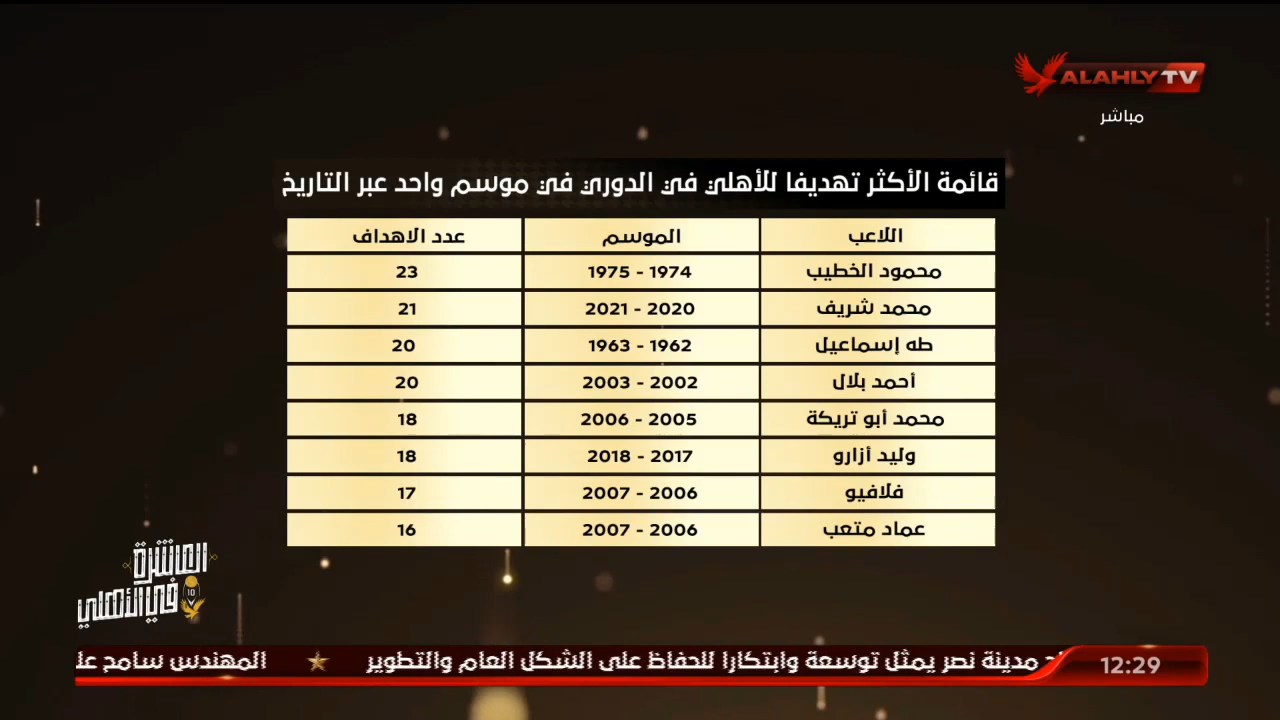 ALAHLY TV
مباشر
قائمة الأكثر تهديفا للأهلي في الدوري في موسم واحد عبر التاريخ
اللاعب الموسم عدد الاهداف
محمود الخطيب 1974 - 1975 23
محمد شريف 2020 - 2021 21
طه إسماعيل 1962 - 1963 20
أحمد بلال 2002 - 2003 20
محمد أبو تريكة 2005 - 2006 18
وليد أزارو 2017 - 2018 18
فلافيو 2006 - 2007 17
عماد متعب 2006 - 2007 16
العاشرة
في الأهلي
10
مدينة نصر يمثل توسعة وابتكارا للحفاظ على الشكل العام والتطوير المهندس سامح
12:29